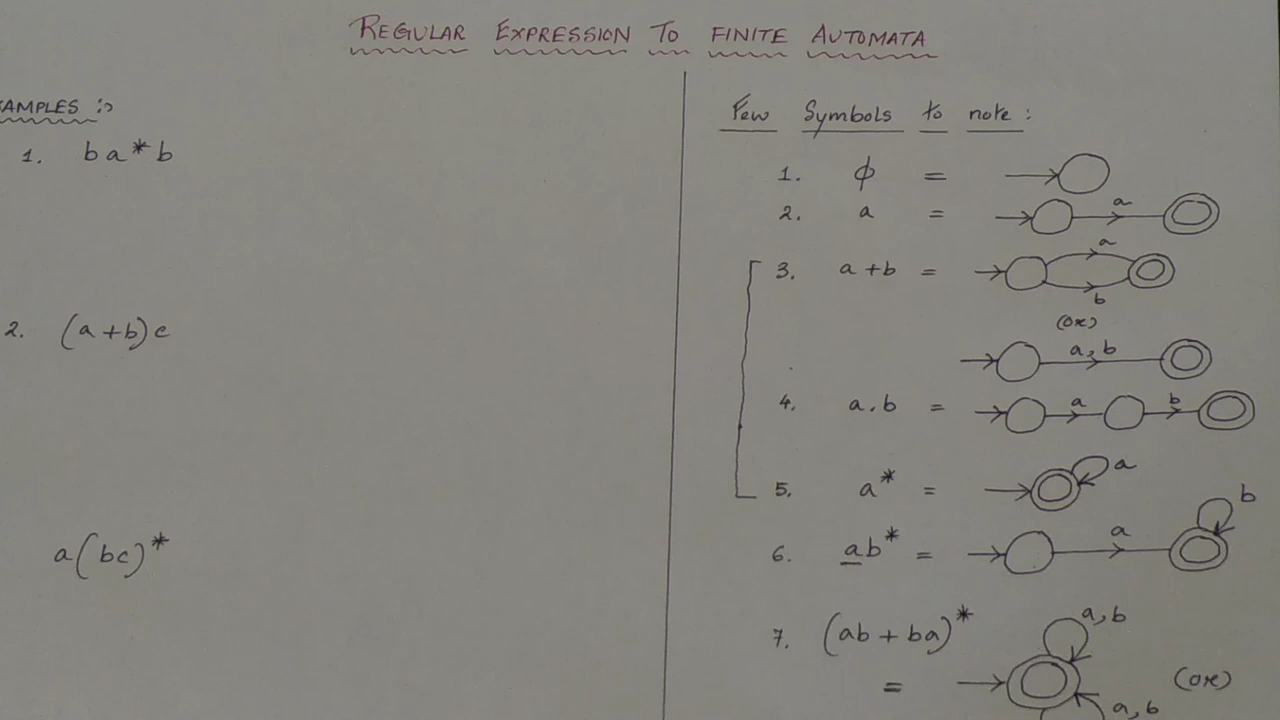 REGULAR EXPRESSION TO FINITE AUTOMATA
AMPLES :>
1. ba*b
2. (a+b)c
a(bc)*
Few Symbols to note :
1. ϕ =
2. a = a
3. a+b = a
b
(or)
a, b
4. a.b = a b
5. a* = a
6. ab* = a b
7. (ab + ba)* a,b
= (or)
a, b